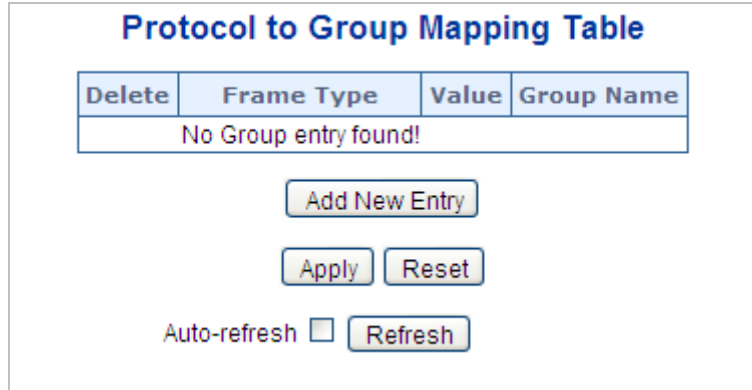 Protocol to Group Mapping Table
Delete Frame Type Value Group Name
No Group entry found!
Add New Entry
Apply Reset
Auto-refresh Refresh